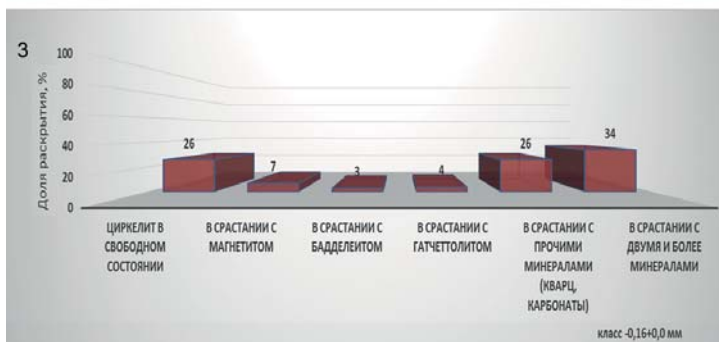 3
Доля раскрытия, %
100
80
60
40
20
0
26
7
3
4
26
34
ЦИРКЕЛИТ В
СВОБОДНОМ
СОСТОЯНИИ
В СРАСТАНИИ С
МАГНЕТИТОМ
В СРАСТАНИИ С
БАДДЕЛЕИТОМ
В СРАСТАНИИ С
ГАТЧЕТТОЛИТОМ
В СРАСТАНИИ С
ПРОЧИМИ
МИНЕРАЛАМИ
(КВАРЦ,
КАРБОНАТЫ)
В СРАСТАНИИ С
ДВУМЯ И БОЛЕЕ
МИНЕРАЛАМИ
класс -0,16+0,0 мм